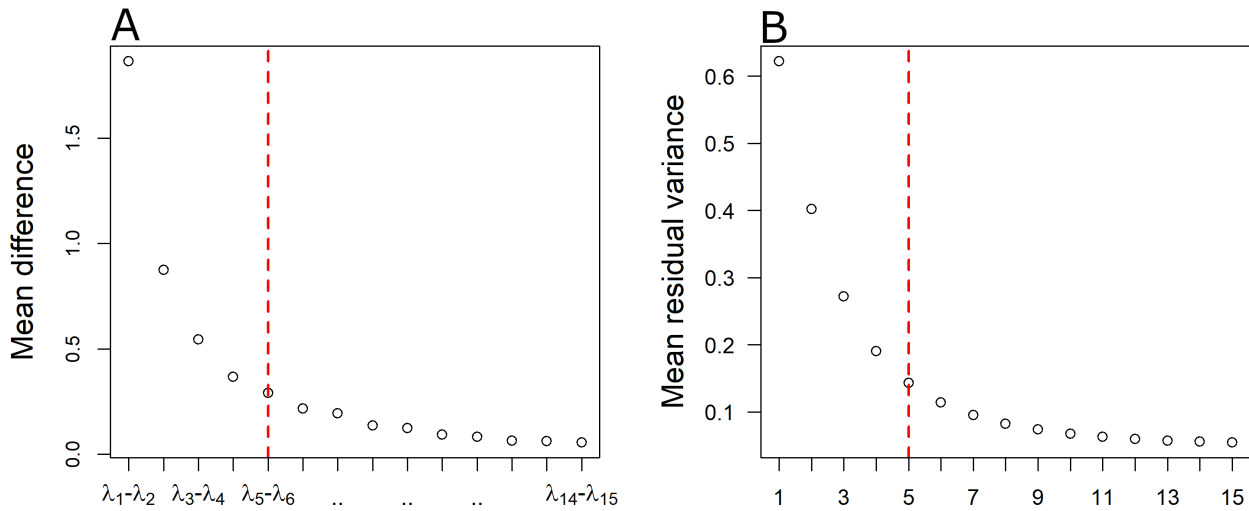 A
Mean difference
1.5
1.0
0.5
0.0
λ₁-λ₂ λ₃-λ₄ λ₅-λ₆ .. .. .. λ₁₄-λ₁₅
B
Mean residual variance
0.6
0.5
0.4
0.3
0.2
0.1
1 3 5 7 9 11 13 15